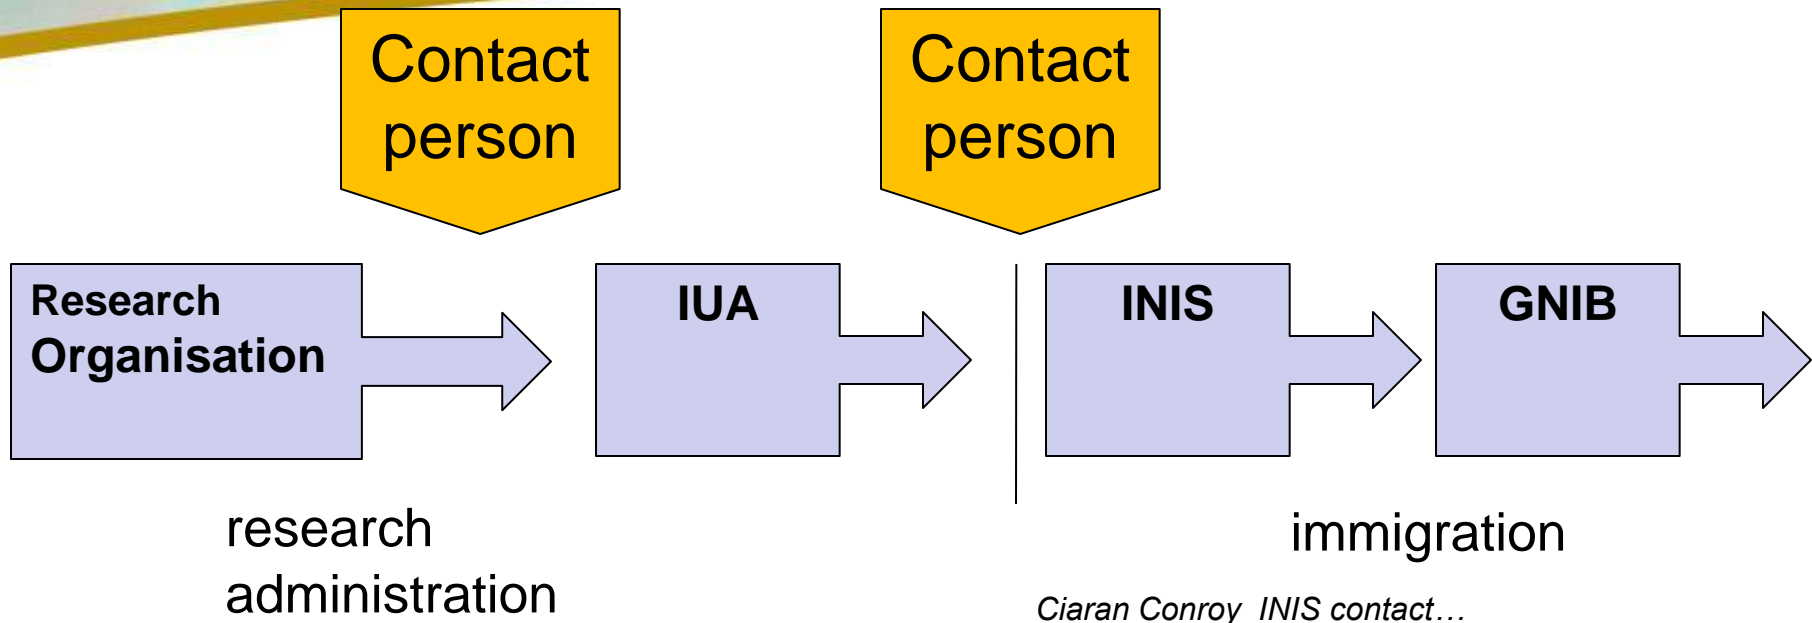 Contact
person
Contact
person
Research
Organisation
IUA
INIS
GNIB
research
administration
immigration
Ciaran Conroy  INIS contact…